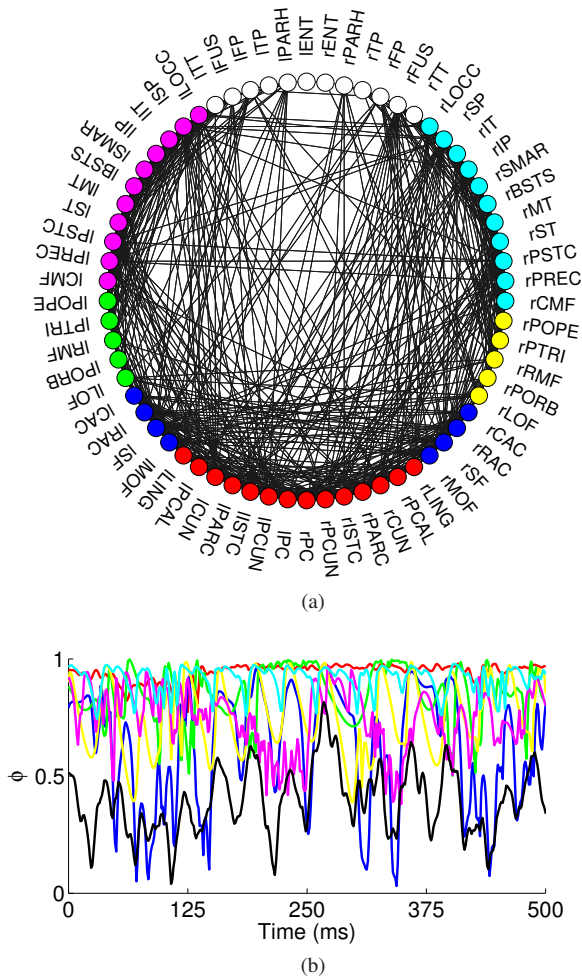 lPC
lPCUN
lISTC
lPARC
lCUN
lPCAL
lLING
lMOF
lSF
lRAC
lCAC
lLOF
lPORB
lRMF
lPTRI
lPOPE
lCMF
lPREC
lPSTC
lST
lMT
lBSTS
lSMAR
lIP
lIT
lSP
lLOCC
lTT
lFUS
lFP
lTP
lPARH
lENT
rENT
rPARH
rTP
rFP
rFUS
rTT
rLOCC
rSP
rIT
rIP
rSMAR
rBSTS
rMT
rST
rPSTC
rPREC
rCMF
rPOPE
rPTRI
rRMF
rPORB
rLOF
rCAC
rRAC
rSF
rMOF
rLING
rPCAL
rCUN
rPARC
rISTC
rPCUN
rPC
(a)
1
0.5
0
ϕ
0 125 250 375 500
Time (ms)
(b)